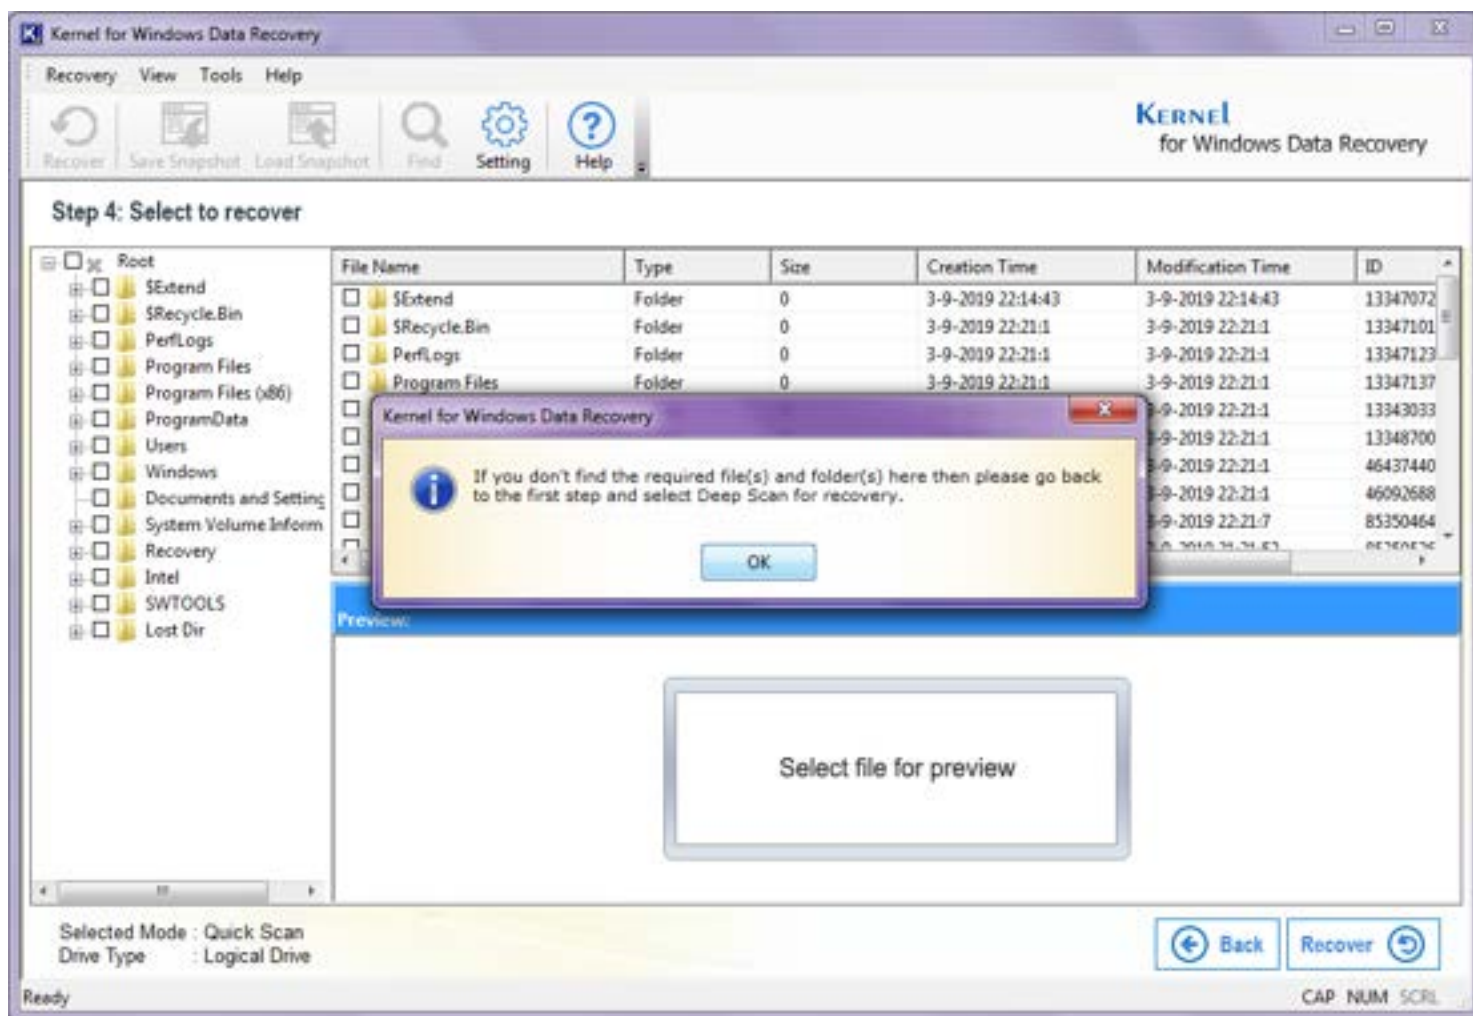 Kernel for Windows Data Recovery
Recovery View Tools Help
Recover Save Snapshot Load Snapshot Find Setting Help
KERNEL
for Windows Data Recovery
Step 4: Select to recover
Root
$Extend
$Recycle.Bin
PerfLogs
Program Files
Program Files (x86)
ProgramData
Users
Windows
Documents and Setting
System Volume Inform
Recovery
Intel
SWTOOLS
Lost Dir
File Name Type Size Creation Time Modification Time ID
$Extend Folder 0 3-9-2019 22:14:43 3-9-2019 22:14:43 13347072
$Recycle.Bin Folder 0 3-9-2019 22:21:1 3-9-2019 22:21:1 13347101
PerfLogs Folder 0 3-9-2019 22:21:1 3-9-2019 22:21:1 13347123
Program Files Folder 0 3-9-2019 22:21:1 3-9-2019 22:21:1 13347137
-9-2019 22:21:1 13343033
-9-2019 22:21:1 13348700
-9-2019 22:21:1 46437440
-9-2019 22:21:1 46092688
-9-2019 22:21:7 85350464
Kernel for Windows Data Recovery
If you don't find the required file(s) and folder(s) here then please go back
to the first step and select Deep Scan for recovery.
OK
Preview:
Select file for preview
Selected Mode : Quick Scan
Drive Type : Logical Drive
Back Recover
Ready
CAP NUM SCRL